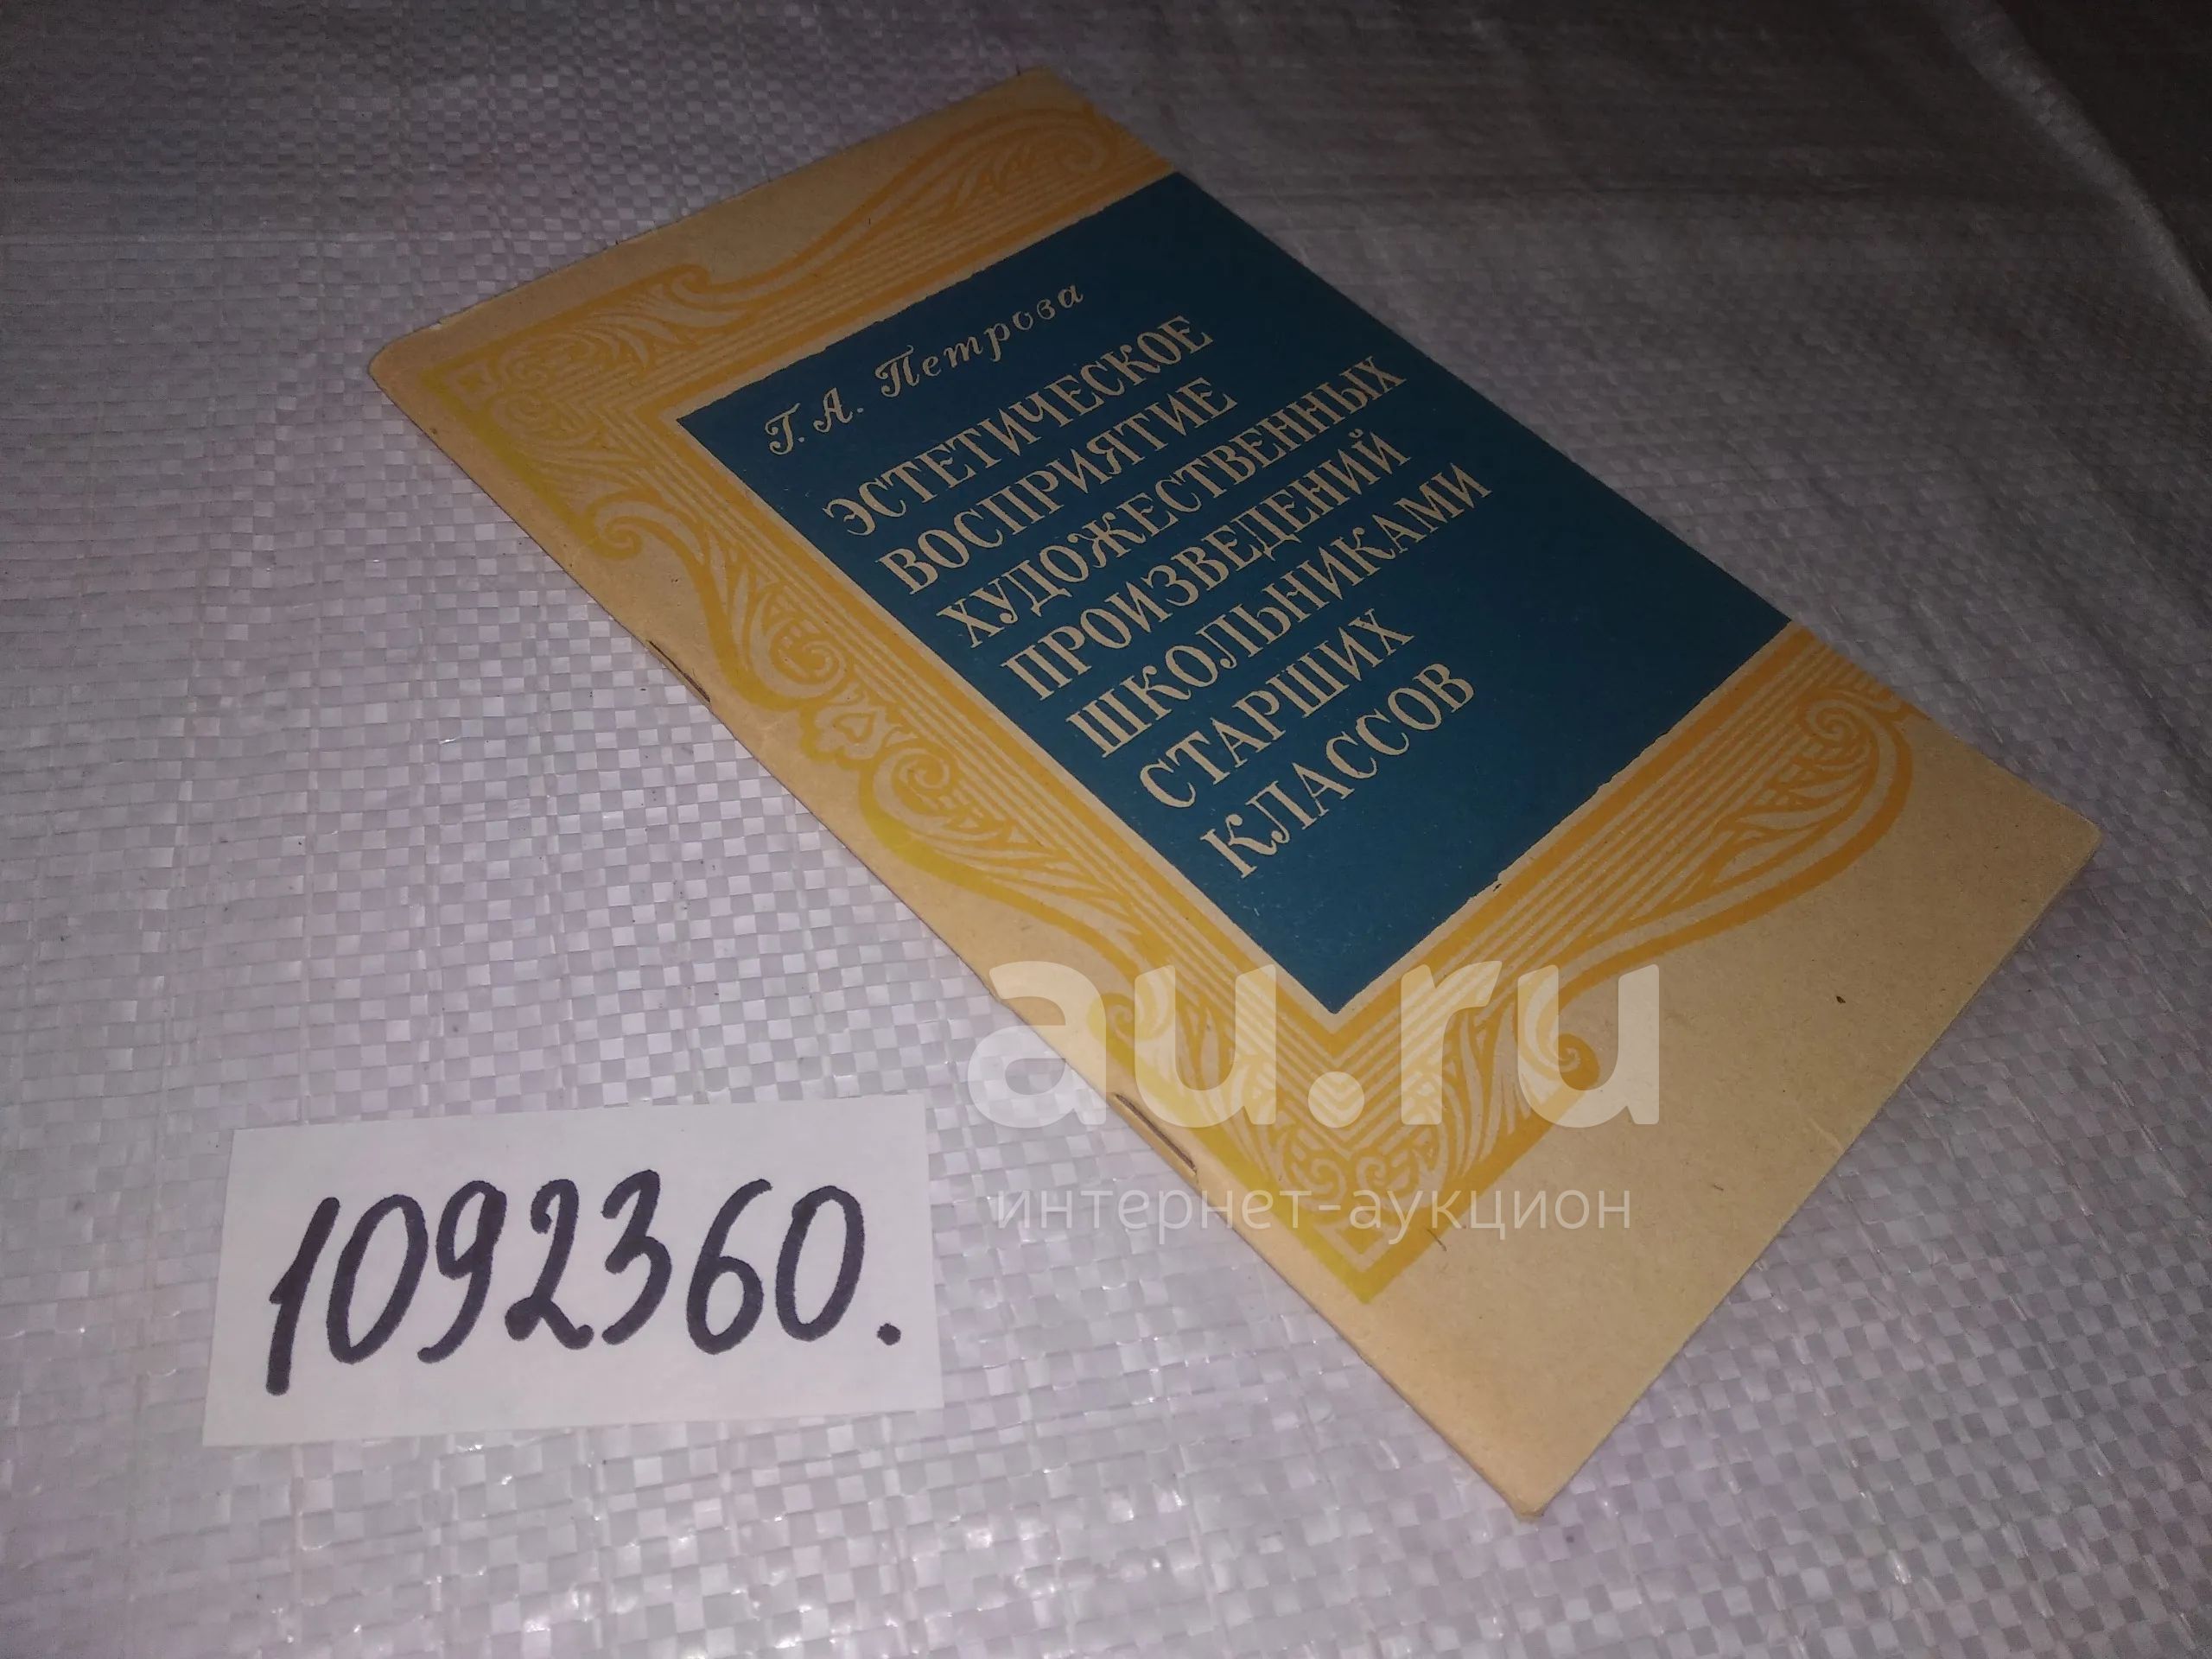 Г. А. Петрова
ЭСТЕТИЧЕСКОЕ
ВОСПРИЯТИЕ
ХУДОЖЕСТВЕННЫХ
ПРОИЗВЕДЕНИЙ
ШКОЛЬНИКАМИ
СТАРШИХ
КЛАССОВ
au.ru
интернет-аукцион
1092360.